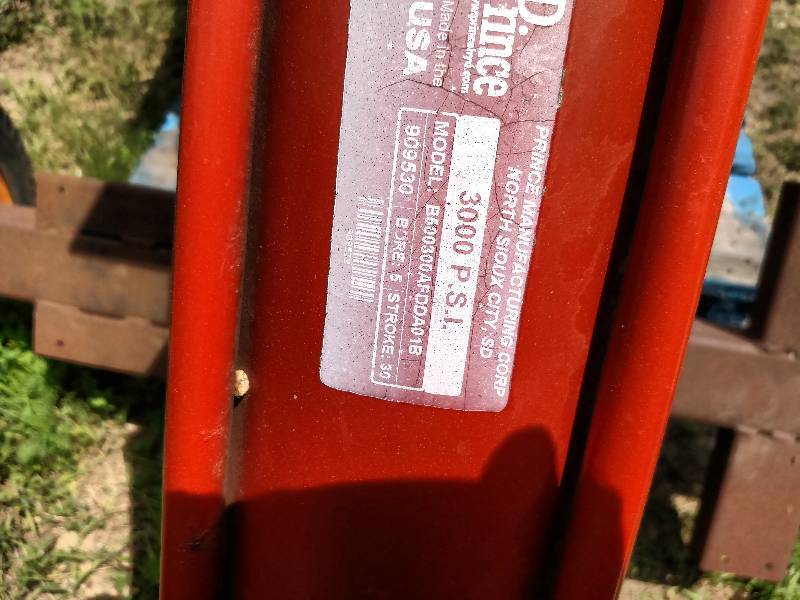 Prince
Made in the
USA
PRINCE MANUFACTURING CORP
NORTH SIOUX CITY, SD
3000 P.S.I.
MODEL: B600300AFDDA01B
909530 BORE: 5 STROKE: 30